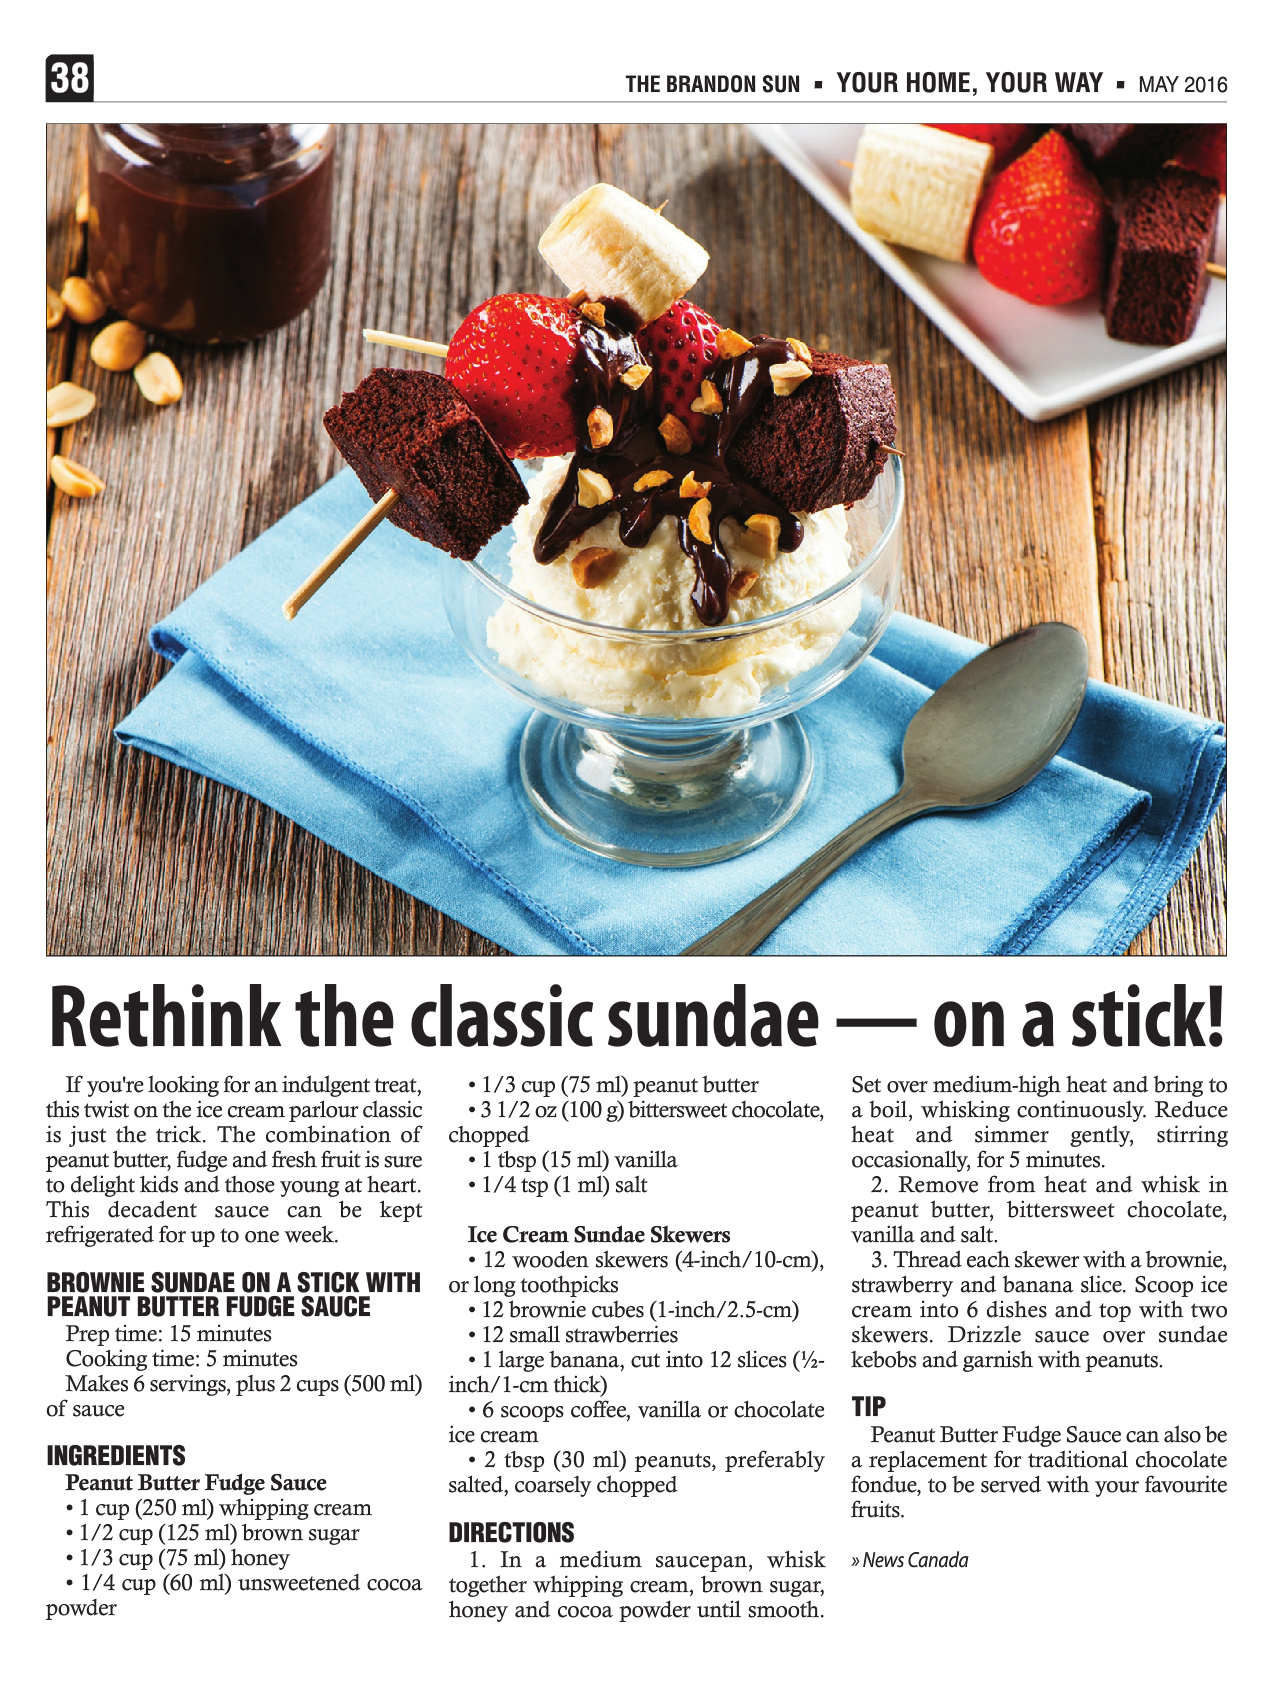 38
THE BRANDON SUN ▪ YOUR HOME, YOUR WAY ▪ MAY 2016
Rethink the classic sundae — on a stick!
If you're looking for an indulgent treat,
this twist on the ice cream parlour classic
is just the trick. The combination of
peanut butter, fudge and fresh fruit is sure
to delight kids and those young at heart.
This decadent sauce can be kept
refrigerated for up to one week.
BROWNIE SUNDAE ON A STICK WITH
PEANUT BUTTER FUDGE SAUCE
Prep time: 15 minutes
Cooking time: 5 minutes
Makes 6 servings, plus 2 cups (500 ml)
of sauce
INGREDIENTS
Peanut Butter Fudge Sauce
• 1 cup (250 ml) whipping cream
• 1/2 cup (125 ml) brown sugar
• 1/3 cup (75 ml) honey
• 1/4 cup (60 ml) unsweetened cocoa
powder
• 1/3 cup (75 ml) peanut butter
• 3 1/2 oz (100 g) bittersweet chocolate,
chopped
• 1 tbsp (15 ml) vanilla
• 1/4 tsp (1 ml) salt
Ice Cream Sundae Skewers
• 12 wooden skewers (4-inch/10-cm),
or long toothpicks
• 12 brownie cubes (1-inch/2.5-cm)
• 12 small strawberries
• 1 large banana, cut into 12 slices (½-
inch/1-cm thick)
• 6 scoops coffee, vanilla or chocolate
ice cream
• 2 tbsp (30 ml) peanuts, preferably
salted, coarsely chopped
DIRECTIONS
1. In a medium saucepan, whisk
together whipping cream, brown sugar,
honey and cocoa powder until smooth.
Set over medium-high heat and bring to
a boil, whisking continuously. Reduce
heat and simmer gently, stirring
occasionally, for 5 minutes.
2. Remove from heat and whisk in
peanut butter, bittersweet chocolate,
vanilla and salt.
3. Thread each skewer with a brownie,
strawberry and banana slice. Scoop ice
cream into 6 dishes and top with two
skewers. Drizzle sauce over sundae
kebobs and garnish with peanuts.
TIP
Peanut Butter Fudge Sauce can also be
a replacement for traditional chocolate
fondue, to be served with your favourite
fruits.
» News Canada